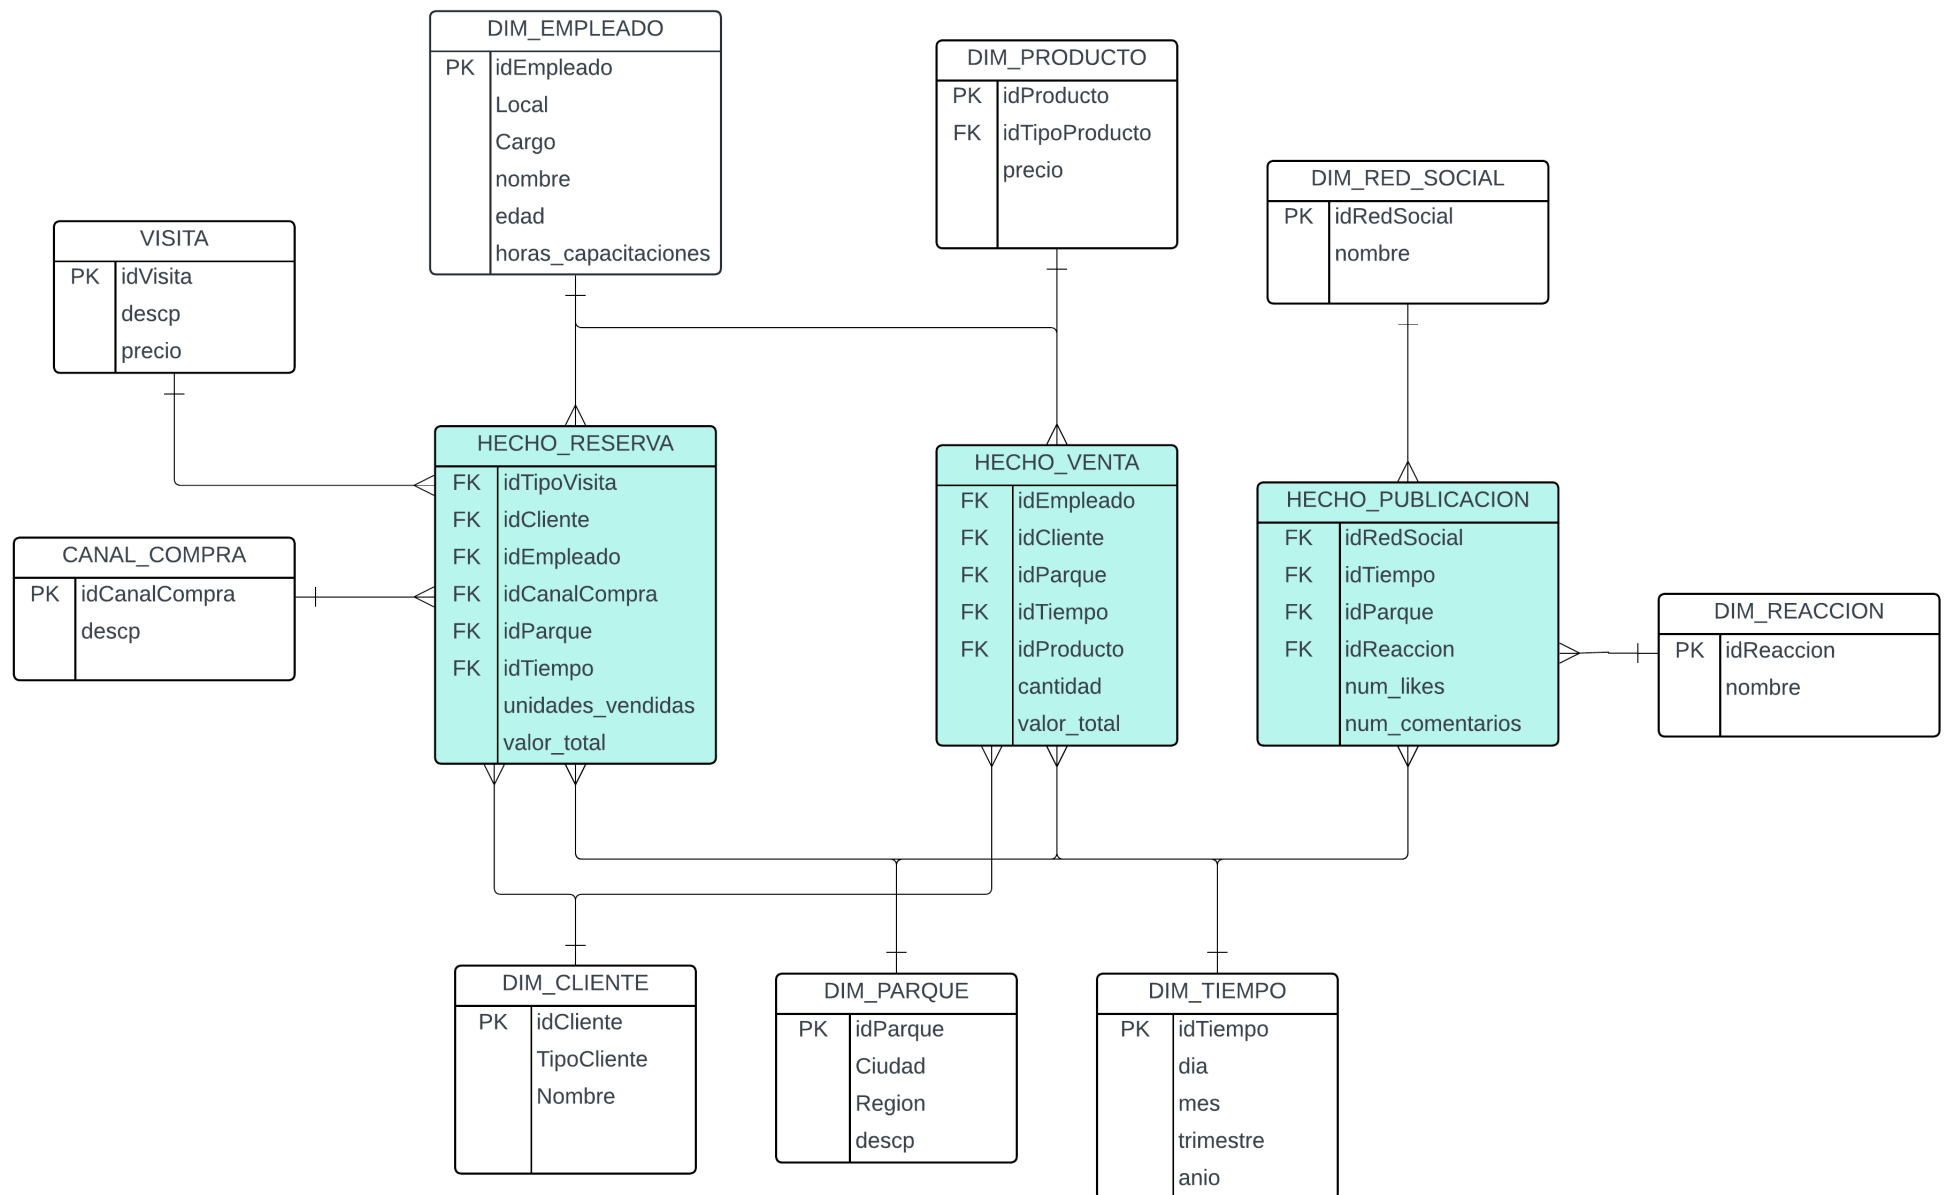 DIM_EMPLEADO
PK idEmpleado
Local
Cargo
nombre
edad
horas_capacitaciones
DIM_PRODUCTO
PK idProducto
FK idTipoProducto
precio
DIM_RED_SOCIAL
PK idRedSocial
nombre
VISITA
PK idVisita
descp
precio
CANAL_COMPRA
PK idCanalCompra
descp
HECHO_RESERVA
FK idTipoVisita
FK idCliente
FK idEmpleado
FK idCanalCompra
FK idParque
FK idTiempo
unidades_vendidas
valor_total
HECHO_VENTA
FK idEmpleado
FK idCliente
FK idParque
FK idTiempo
FK idProducto
cantidad
valor_total
HECHO_PUBLICACION
FK idRedSocial
FK idTiempo
FK idParque
FK idReaccion
num_likes
num_comentarios
DIM_REACCION
PK idReaccion
nombre
DIM_CLIENTE
PK idCliente
TipoCliente
Nombre
DIM_PARQUE
PK idParque
Ciudad
Region
descp
DIM_TIEMPO
PK idTiempo
dia
mes
trimestre
anio